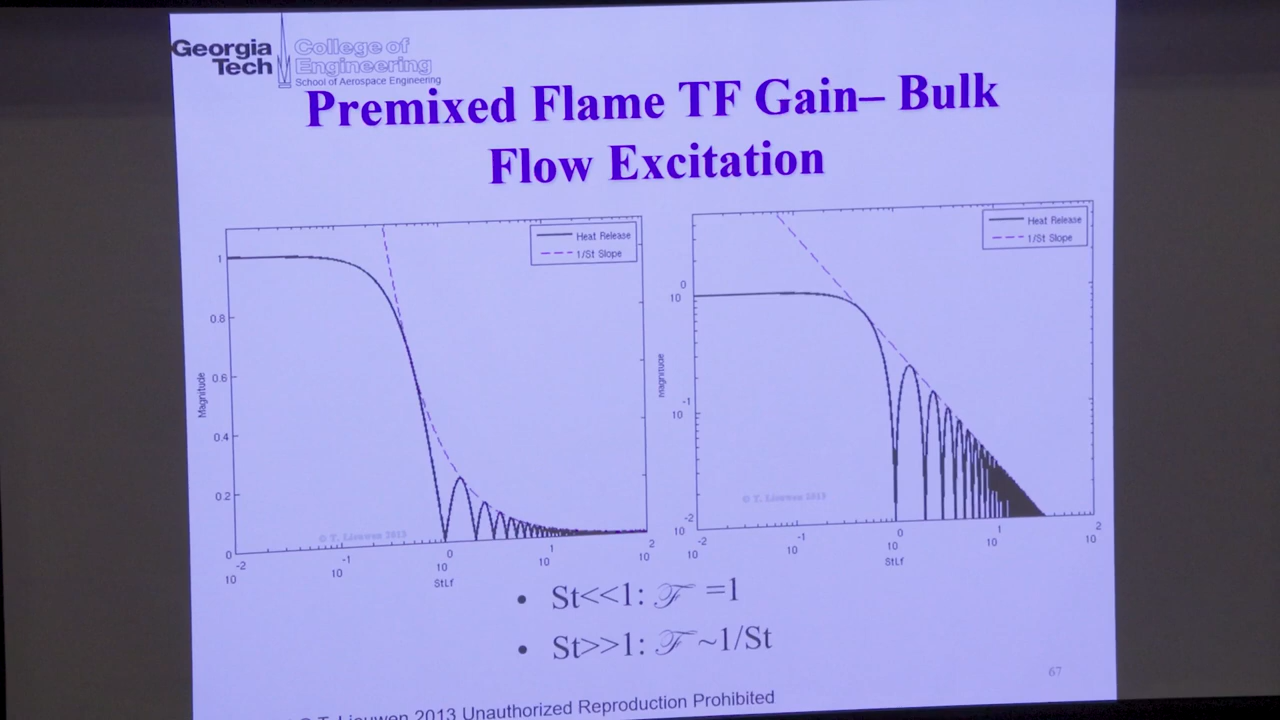 Georgia
Tech
College of
Engineering
School of Aerospace Engineering
Premixed Flame TF Gain– Bulk
Flow Excitation
Heat Release
1/St Slope
Magnitude
1
0.8
0.6
0.4
0.2
0
© T. Lieuwen 2013
10 -2
10 -1
10 0
10 1
10 2
StLf
Heat Release
1/St Slope
Magnitude
10 0
10 -1
10 -2
© T. Lieuwen 2013
10 -2
10 -1
10 0
10 1
10 2
StLf
• St<<1: ℱ =1
• St>>1: ℱ ~1/St
67
© T. Lieuwen 2013 Unauthorized Reproduction Prohibited